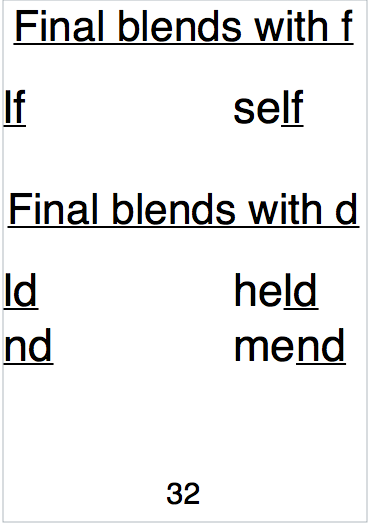 Final blends with f
lf self
Final blends with d
ld held
nd mend
32